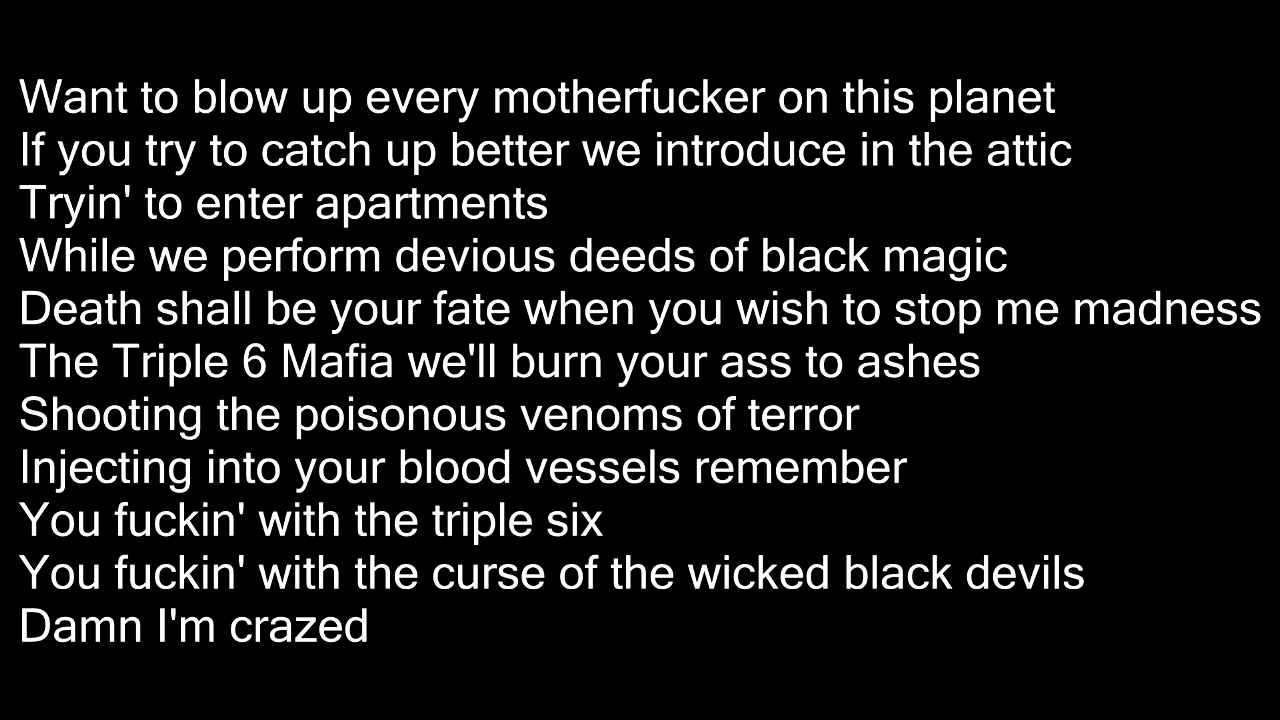 Want to blow up every motherfucker on this planet
If you try to catch up better we introduce in the attic
Tryin' to enter apartments
While we perform devious deeds of black magic
Death shall be your fate when you wish to stop me madness
The Triple 6 Mafia we'll burn your ass to ashes
Shooting the poisonous venoms of terror
Injecting into your blood vessels remember
You fuckin' with the triple six
You fuckin' with the curse of the wicked black devils
Damn I'm crazed